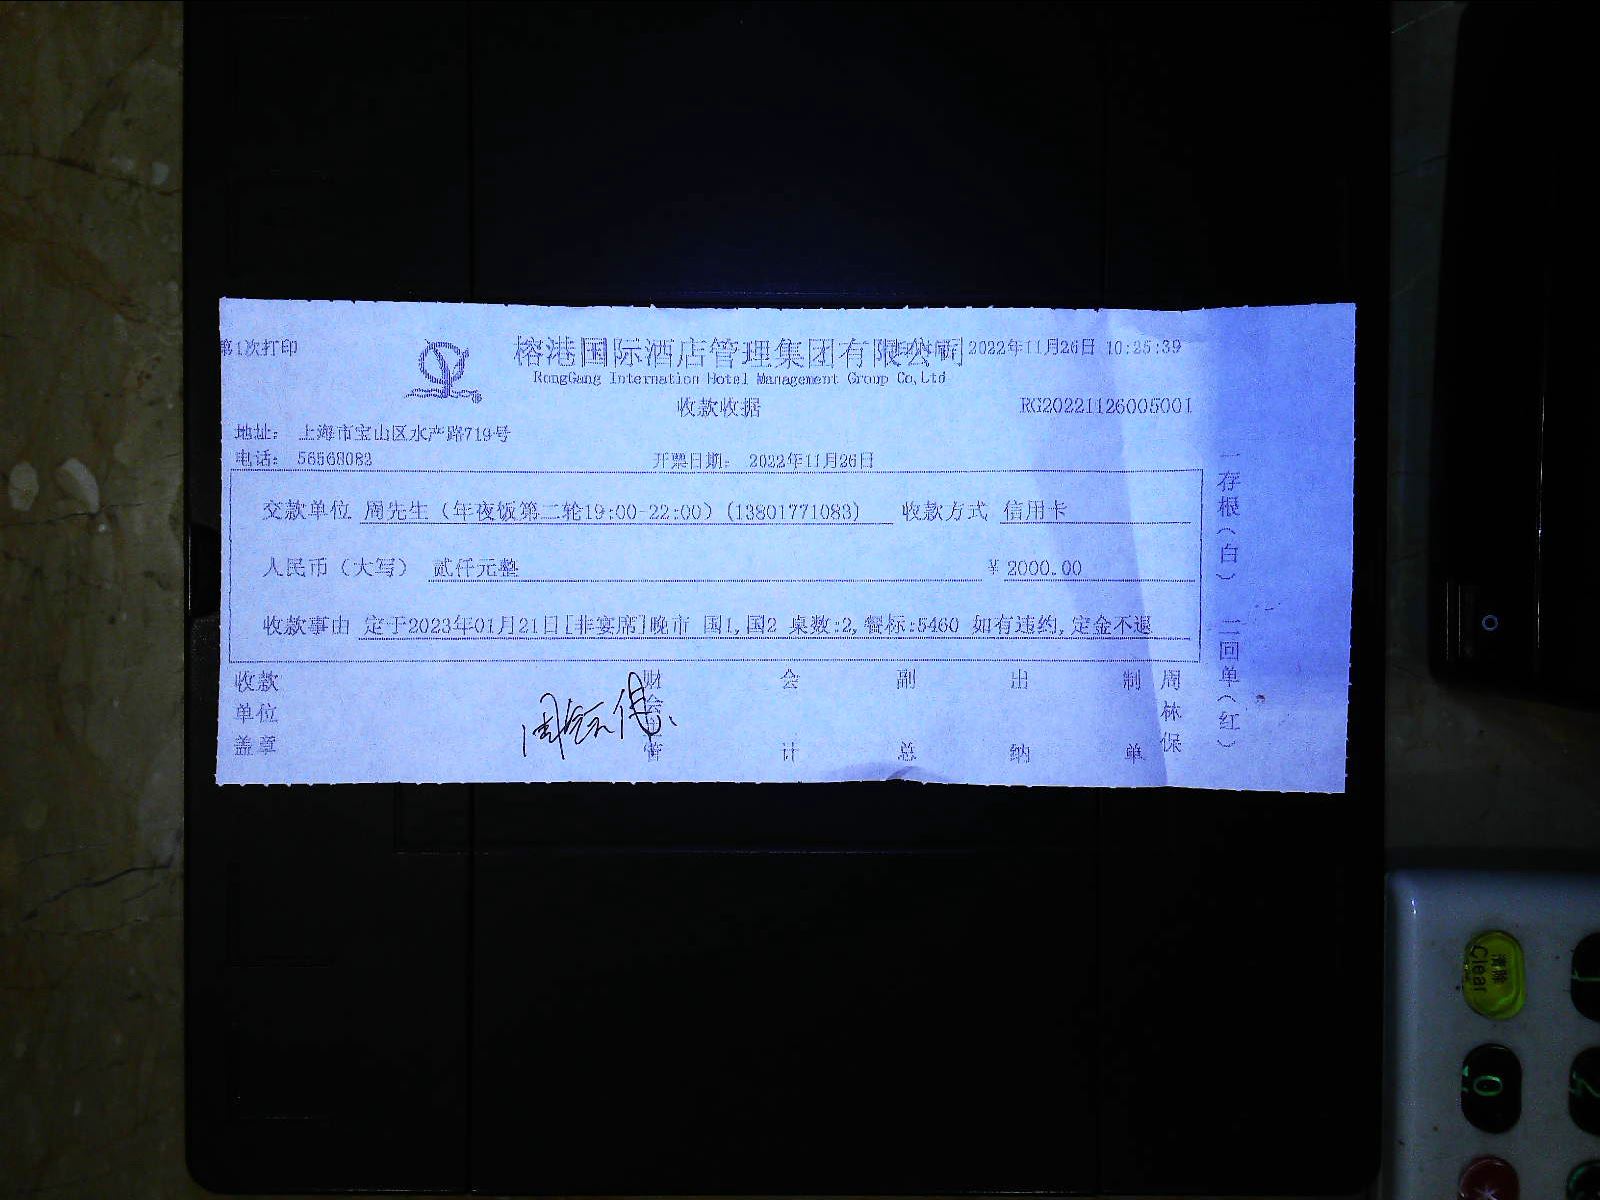 第1次打印
榕港国际酒店管理集团有限公司 2022年11月26日 10:25:39
RongGang Internation Hotel Management Group Co,Ltd
收款收据 RG20221126005001
地址: 上海市宝山区水产路719号
电话: 56568083 开票日期: 2022年11月26日
交款单位 周先生（年夜饭第二轮19:00-22:00）(13801771083) 收款方式 信用卡
人民币（大写） 贰仟元整 ¥ 2000.00
收款事由 定于2023年01月21日[非宴席]晚市 国1,国2 桌数:2,餐标:5460 如有违约,定金不退
收款单位盖章 财会主管 会计 副总 出纳 制单 周林保
一存根（白） 二回单（红）
清除
Clear
0